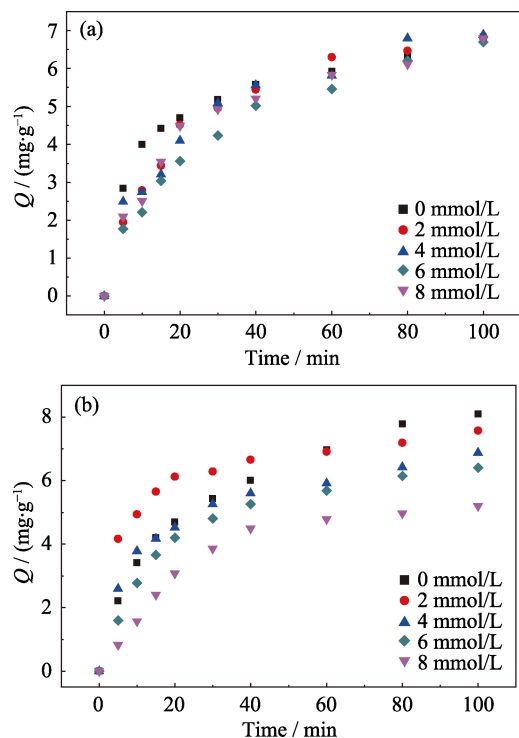 (a)
Q / (mg·g⁻¹)
7
6
5
4
3
2
1
0
0 mmol/L
2 mmol/L
4 mmol/L
6 mmol/L
8 mmol/L
0 20 40 60 80 100
Time / min
(b)
Q / (mg·g⁻¹)
8
6
4
2
0
0 mmol/L
2 mmol/L
4 mmol/L
6 mmol/L
8 mmol/L
0 20 40 60 80 100
Time / min